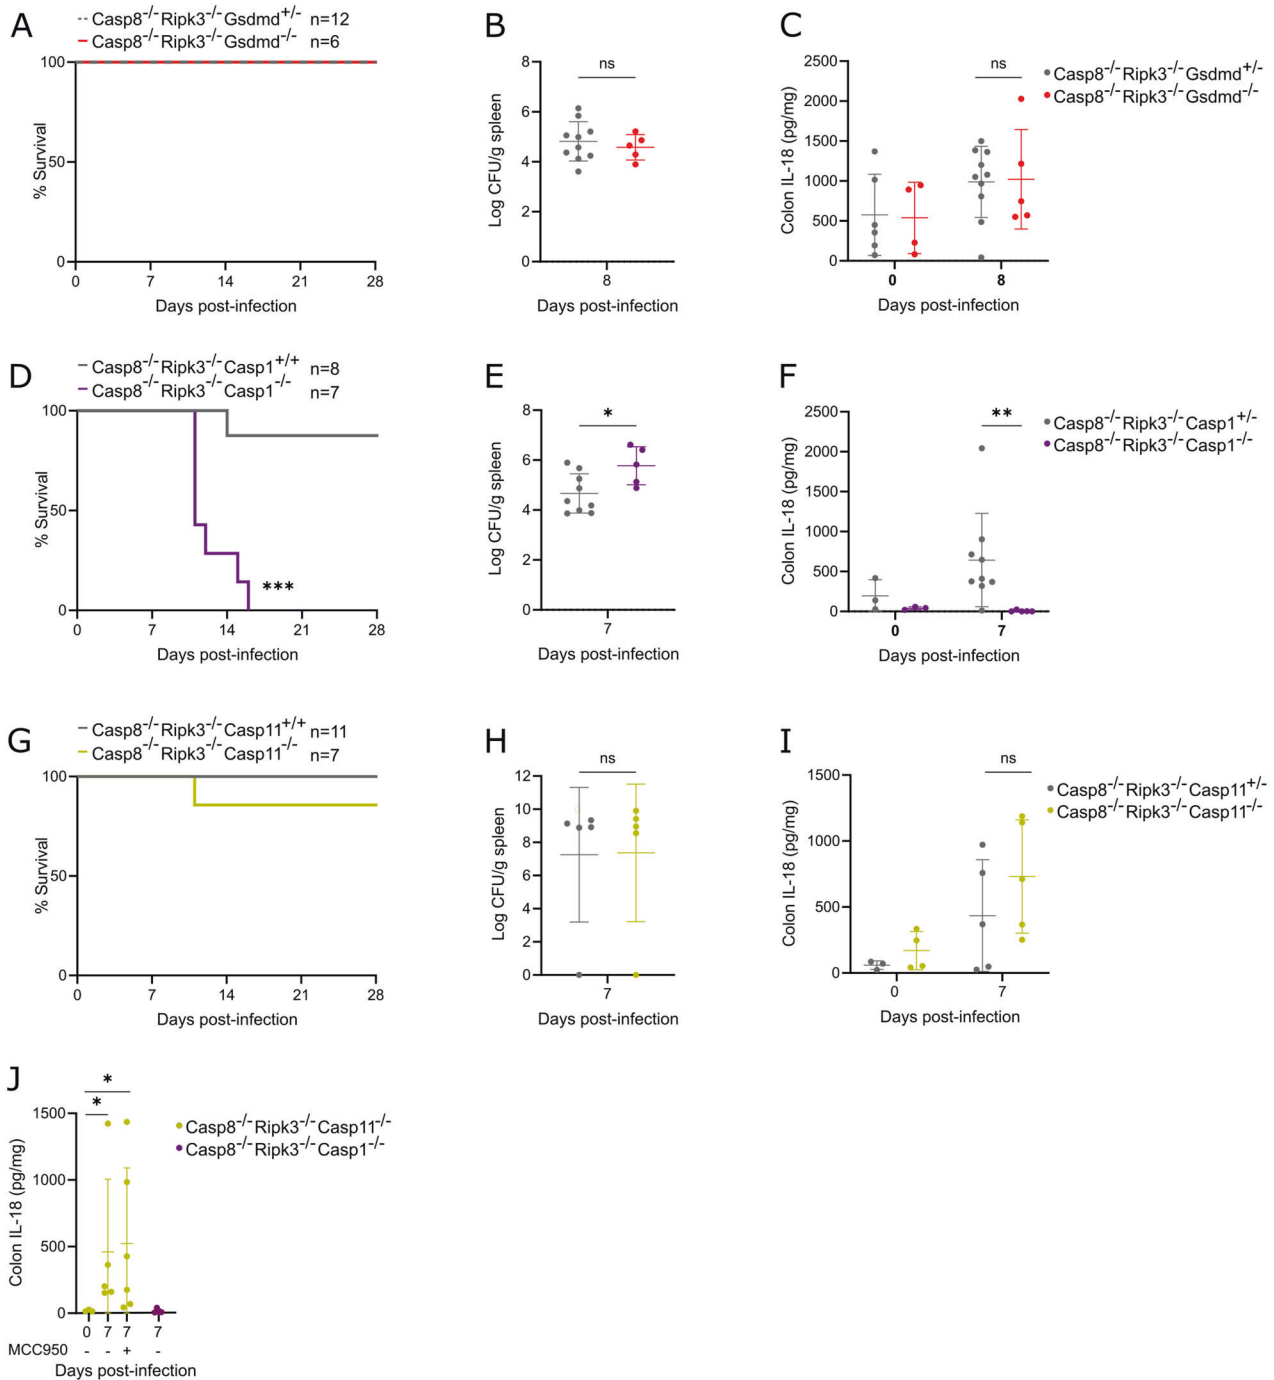 A
Casp8-/-Ripk3-/-Gsdmd+/- n=12
Casp8-/-Ripk3-/-Gsdmd-/- n=6
100
50
0
% Survival
0 7 14 21 28
Days post-infection
B
ns
8
6
4
2
0
Log CFU/g spleen
8
Days post-infection
C
ns
Casp8-/-Ripk3-/-Gsdmd+/-
Casp8-/-Ripk3-/-Gsdmd-/-
2500
2000
1500
1000
500
0
Colon IL-18 (pg/mg)
0 8
Days post-infection
D
Casp8-/-Ripk3-/-Casp1+/+ n=8
Casp8-/-Ripk3-/-Casp1-/- n=7
100
50
0
% Survival
***
0 7 14 21 28
Days post-infection
E
*
8
6
4
2
0
Log CFU/g spleen
7
Days post-infection
F
**
Casp8-/-Ripk3-/-Casp1+/-
Casp8-/-Ripk3-/-Casp1-/-
2500
2000
1500
1000
500
0
Colon IL-18 (pg/mg)
0 7
Days post-infection
G
Casp8-/-Ripk3-/-Casp11+/+ n=11
Casp8-/-Ripk3-/-Casp11-/- n=7
100
50
0
% Survival
0 7 14 21 28
Days post-infection
H
ns
12
10
8
6
4
2
0
Log CFU/g spleen
7
Days post-infection
I
ns
Casp8-/-Ripk3-/-Casp11+/-
Casp8-/-Ripk3-/-Casp11-/-
1500
1000
500
0
Colon IL-18 (pg/mg)
0 7
Days post-infection
J
*
*
Casp8-/-Ripk3-/-Casp11-/-
Casp8-/-Ripk3-/-Casp1-/-
1500
1000
500
0
Colon IL-18 (pg/mg)
0 7 7 7
MCC950 - - + -
Days post-infection